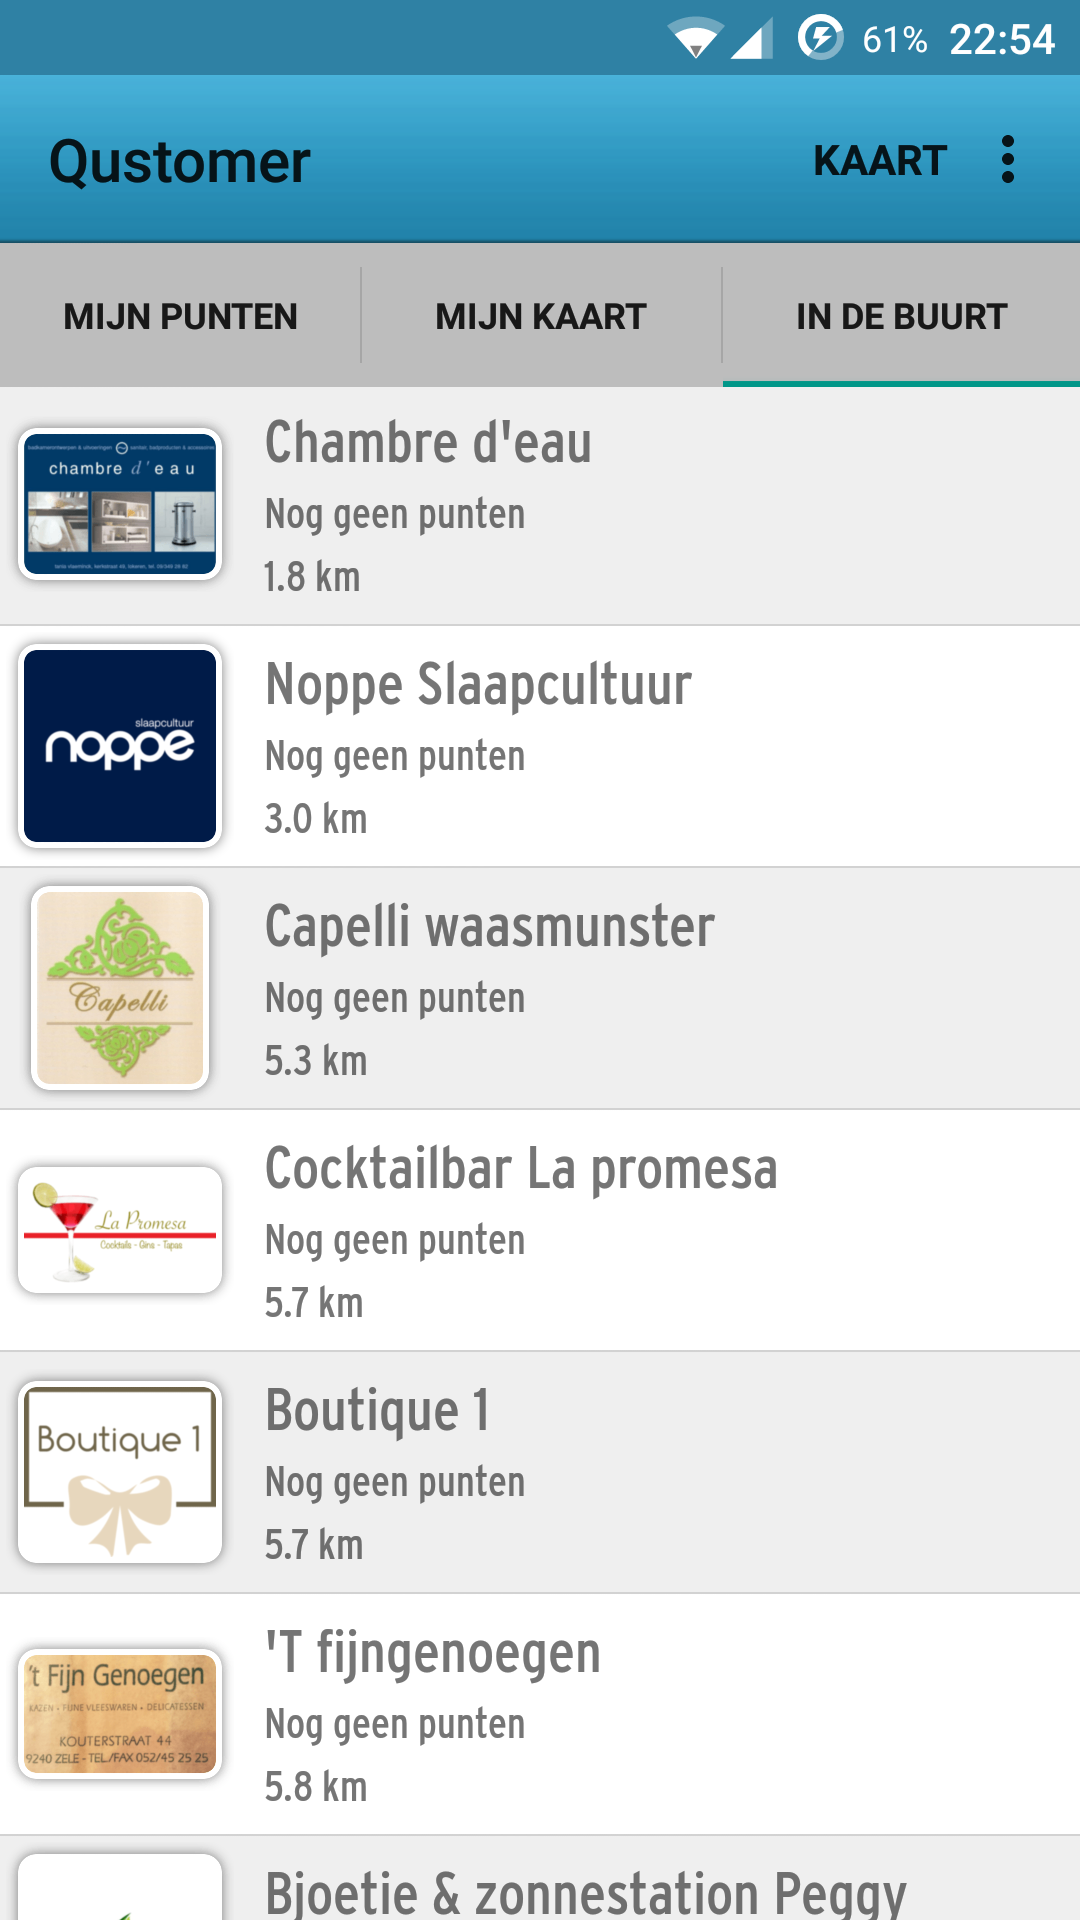 61% 22:54
Qustomer KAART
MIJN PUNTEN MIJN KAART IN DE BUURT
chambre d'eau
Chambre d'eau
Nog geen punten
1.8 km
slaapcultuur
noppe
Noppe Slaapcultuur
Nog geen punten
3.0 km
Capelli
Capelli waasmunster
Nog geen punten
5.3 km
La Promesa
Cocktails - Gins - Tapas
Cocktailbar La promesa
Nog geen punten
5.7 km
Boutique 1
Boutique 1
Nog geen punten
5.7 km
't Fijn Genoegen
KAZEN - FIJNE VLEESWAREN - DELICATESSEN
KOUTERSTRAAT 44
9240 ZELE - TEL./FAX 052/45 25 25
'T fijngenoegen
Nog geen punten
5.8 km
Bjoetie & zonnestation Peggy